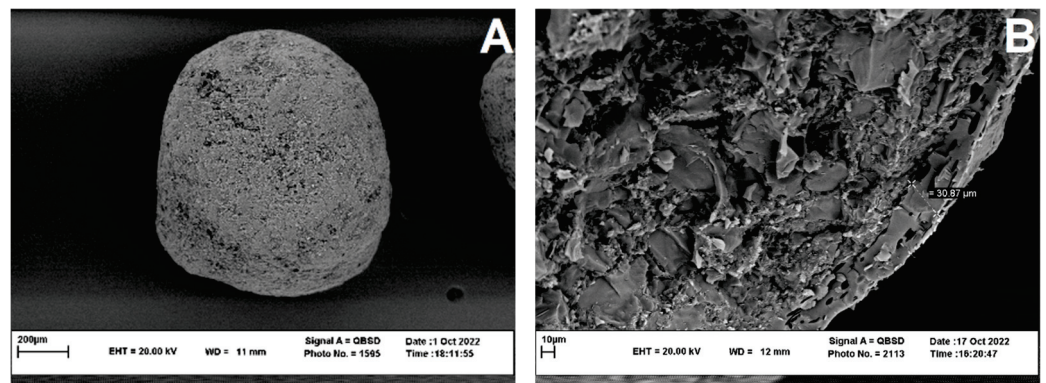 A
200µm
EHT = 20.00 kV
WD = 11 mm
Signal A = QBSD
Photo No. = 1595
Date :1 Oct 2022
Time :18:11:55
B
= 30.87 µm
10µm
EHT = 20.00 kV
WD = 12 mm
Signal A = QBSD
Photo No. = 2113
Date :17 Oct 2022
Time :16:20:47